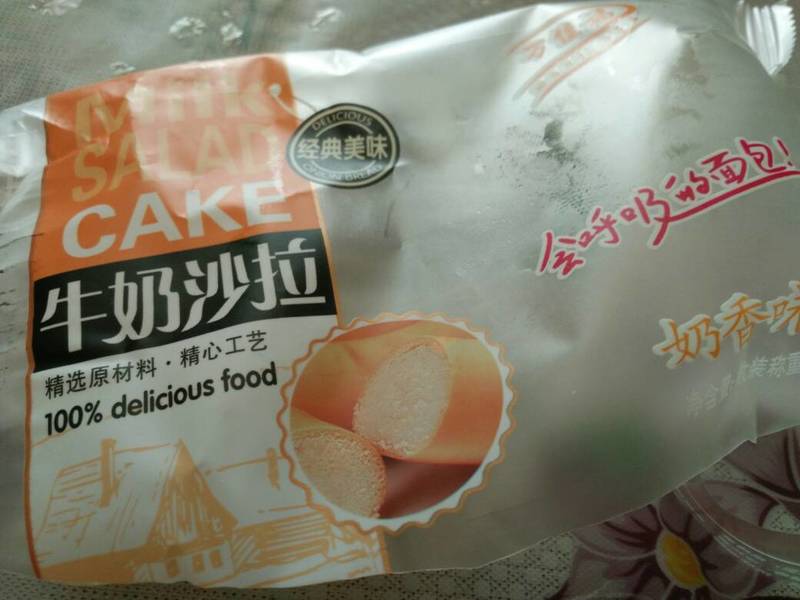 Milk
SALAD
CAKE
牛奶沙拉
精选原材料·精心工艺
100% delicious food
DELICIOUS
经典美味
会呼吸的面包!
奶香味